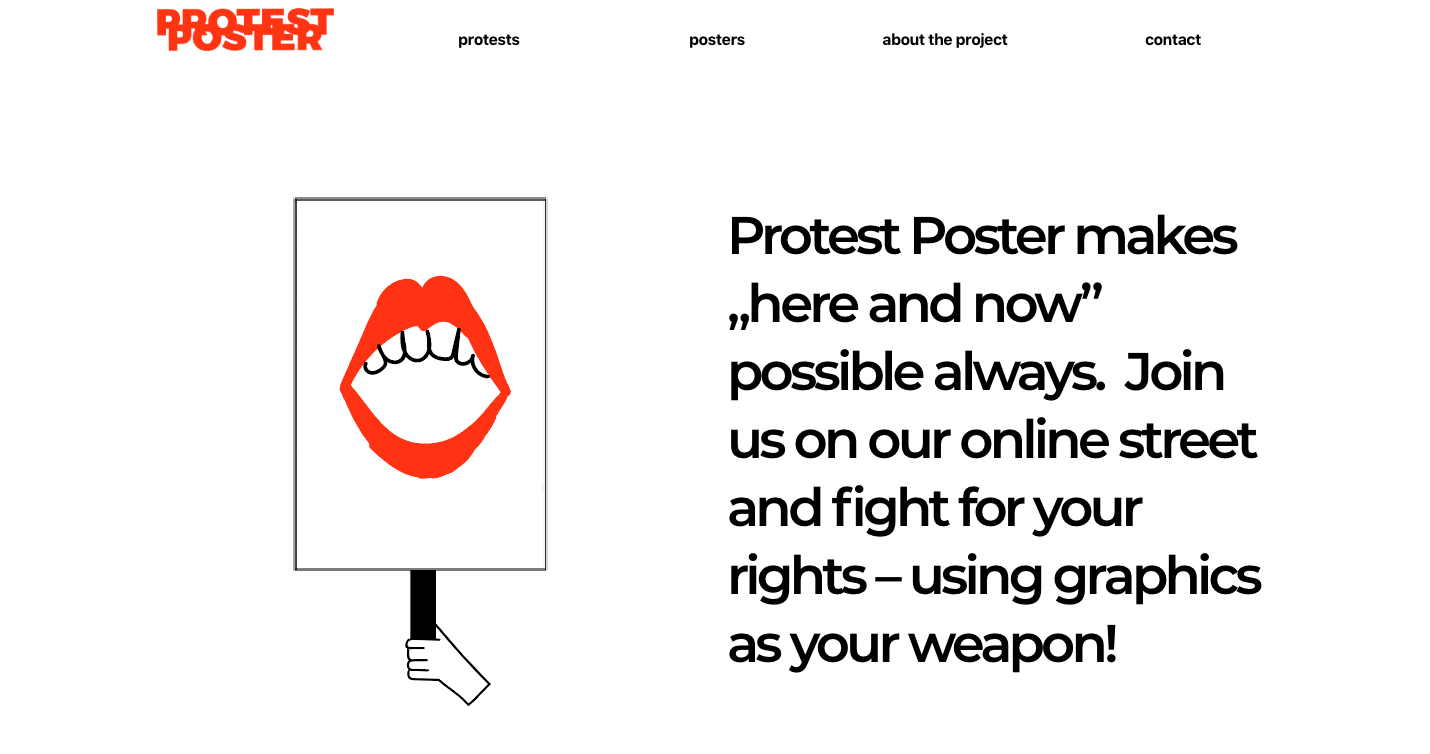 PROTEST
POSTER
protests
posters
about the project
contact
Protest Poster makes
„here and now”
possible always. Join
us on our online street
and fight for your
rights – using graphics
as your weapon!